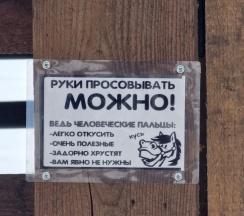 РУКИ ПРОСОВЫВАТЬ
МОЖНО!
ВЕДЬ ЧЕЛОВЕЧЕСКИЕ ПАЛЬЦЫ:
-ЛЕГКО ОТКУСИТЬ
-ОЧЕНЬ ПОЛЕЗНЫЕ
-ЗАДОРНО ХРУСТЯТ
-ВАМ ЯВНО НЕ НУЖНЫ
кусь